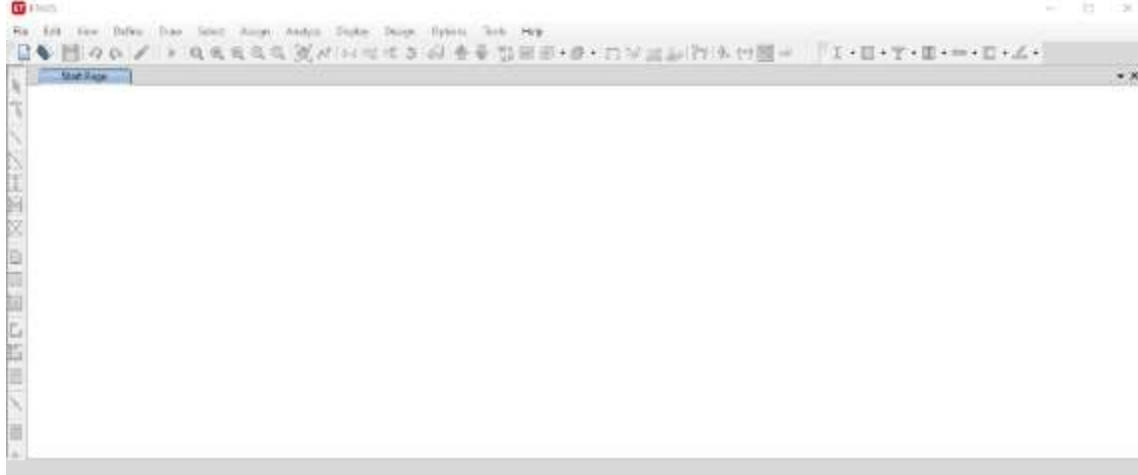 ETABS
File Edit View Define Draw Select Assign Analyze Display Design Options Tools Help
Start Page